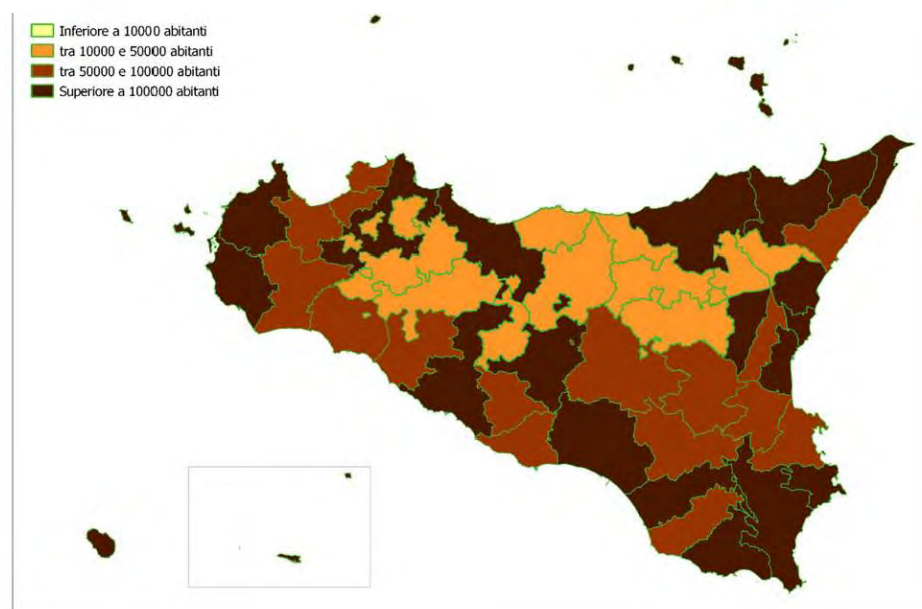 Inferiore a 10000 abitanti
tra 10000 e 50000 abitanti
tra 50000 e 100000 abitanti
Superiore a 100000 abitanti